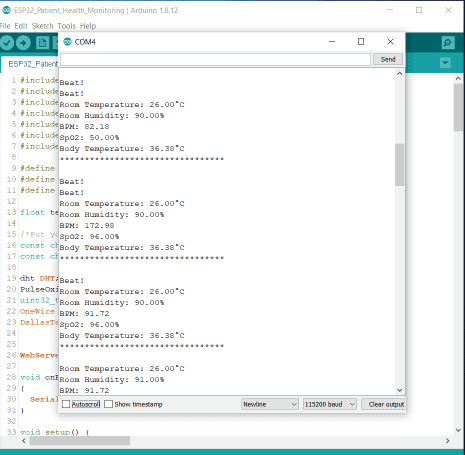 ESP32_Patient_Health_Monitoring | Arduino 1.8.12
File Edit Sketch Tools Help
ESP32_Patient
COM4
Send
Beat!
Beat!
Room Temperature: 26.00°C
Room Humidity: 90.00%
BPM: 82.18
SpO2: 50.00%
Body Temperature: 36.38°C
*********************************
Beat!
Beat!
Room Temperature: 26.00°C
Room Humidity: 90.00%
BPM: 172.98
SpO2: 96.00%
Body Temperature: 36.38°C
*********************************
Beat!
Room Temperature: 26.00°C
Room Humidity: 90.00%
BPM: 91.72
SpO2: 96.00%
Body Temperature: 36.38°C
*********************************
Room Temperature: 26.00°C
Room Humidity: 91.00%
BPM: 91.72
Autoscroll Show timestamp Newline 115200 baud Clear output
1 #include
2 #include
3 #include
4 #include
5 #include
6 #include
7 #include
8
9 #define
10 #define
11 #define
12
13 float te
14
15 /*Put yo
16 const ch
17 const ch
18
19 dht DHT;
20 PulseOxi
21 uint32_t
22 OneWire
23 DallasTe
24
25
26 WebServe
27
28 void onB
29 {
30 Serial
31 }
32
33 void setup() {